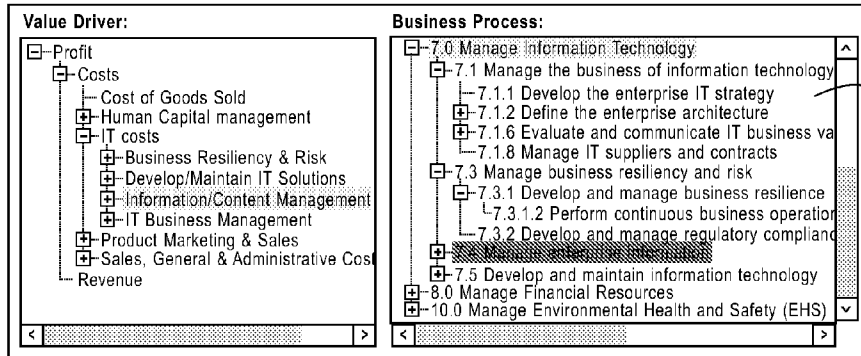 Value Driver:
Profit
Costs
Cost of Goods Sold
Human Capital management
IT costs
Business Resiliency & Risk
Develop/Maintain IT Solutions
Information/Content Management
IT Business Management
Product Marketing & Sales
Sales, General & Administrative Cost
Revenue
Business Process:
7.0 Manage Information Technology
7.1 Manage the business of information technology
7.1.1 Develop the enterprise IT strategy
7.1.2 Define the enterprise architecture
7.1.6 Evaluate and communicate IT business va
7.1.8 Manage IT suppliers and contracts
7.3 Manage business resiliency and risk
7.3.1 Develop and manage business resilience
7.3.1.2 Perform continuous business operation
7.3.2 Develop and manage regulatory complianc
7.4 Manage enterprise information
7.5 Develop and maintain information technology
8.0 Manage Financial Resources
10.0 Manage Environmental Health and Safety (EHS)